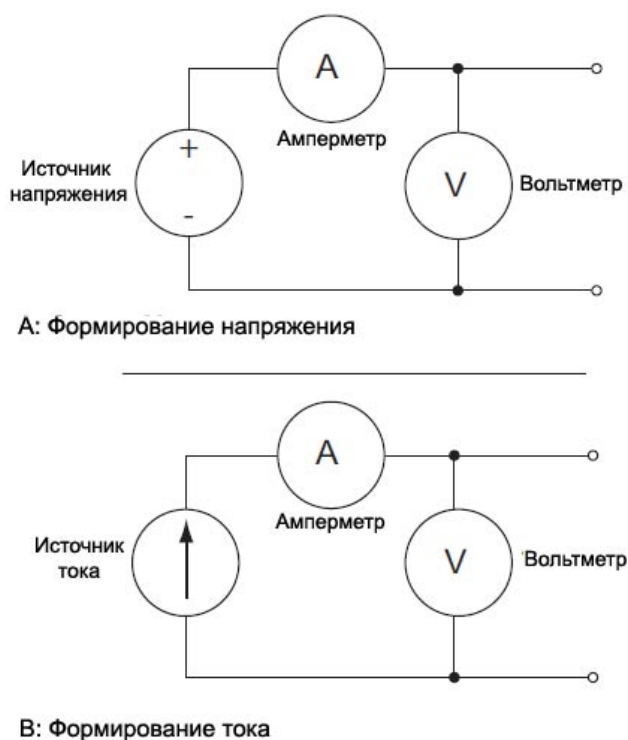 A
Амперметр
+
Источник
напряжения
-
V
Вольтметр
A: Формирование напряжения
A
Амперметр
Источник
тока
V
Вольтметр
B: Формирование тока